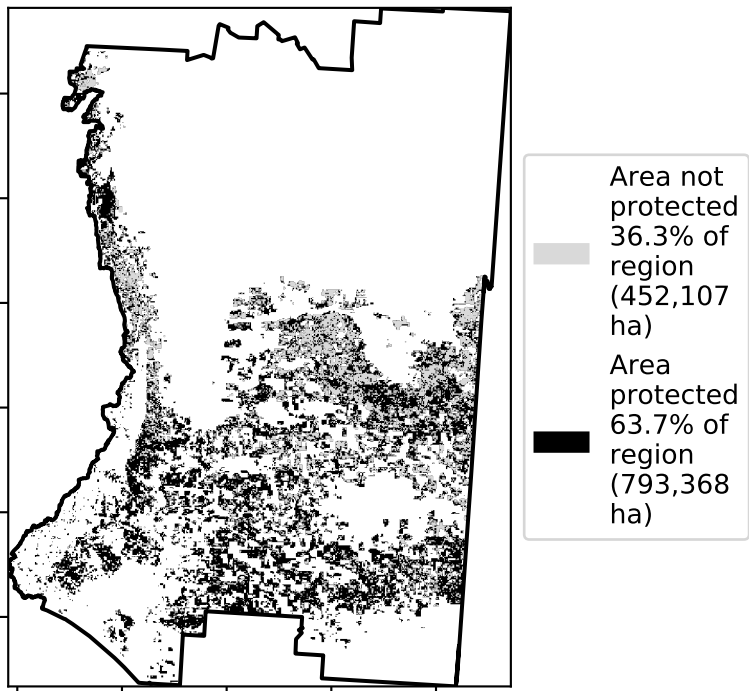 Area not
protected
36.3% of
region
(452,107
ha)
Area
protected
63.7% of
region
(793,368
ha)